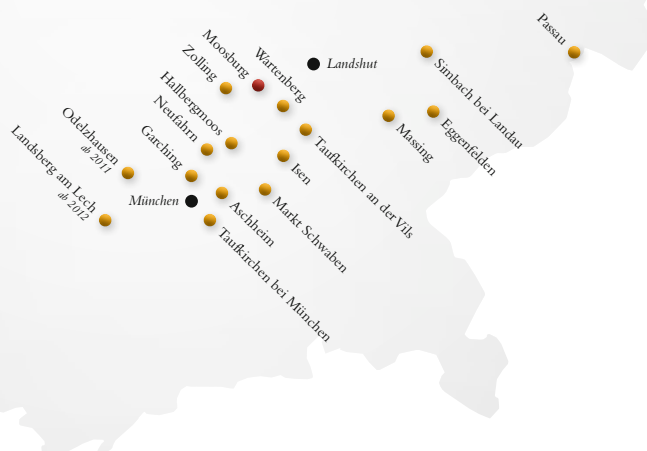 Passau
Moosburg
Wartenberg
Landshut
Simbach bei Landau
Zolling
Hallbergmoos
Neufahrn
Garching
Odelzhausen
ab 2011
Landsberg am Lech
ab 2012
München
Massing
Eggenfelden
Taufkirchen an der Vils
Isen
Markt Schwaben
Aschheim
Taufkirchen bei München